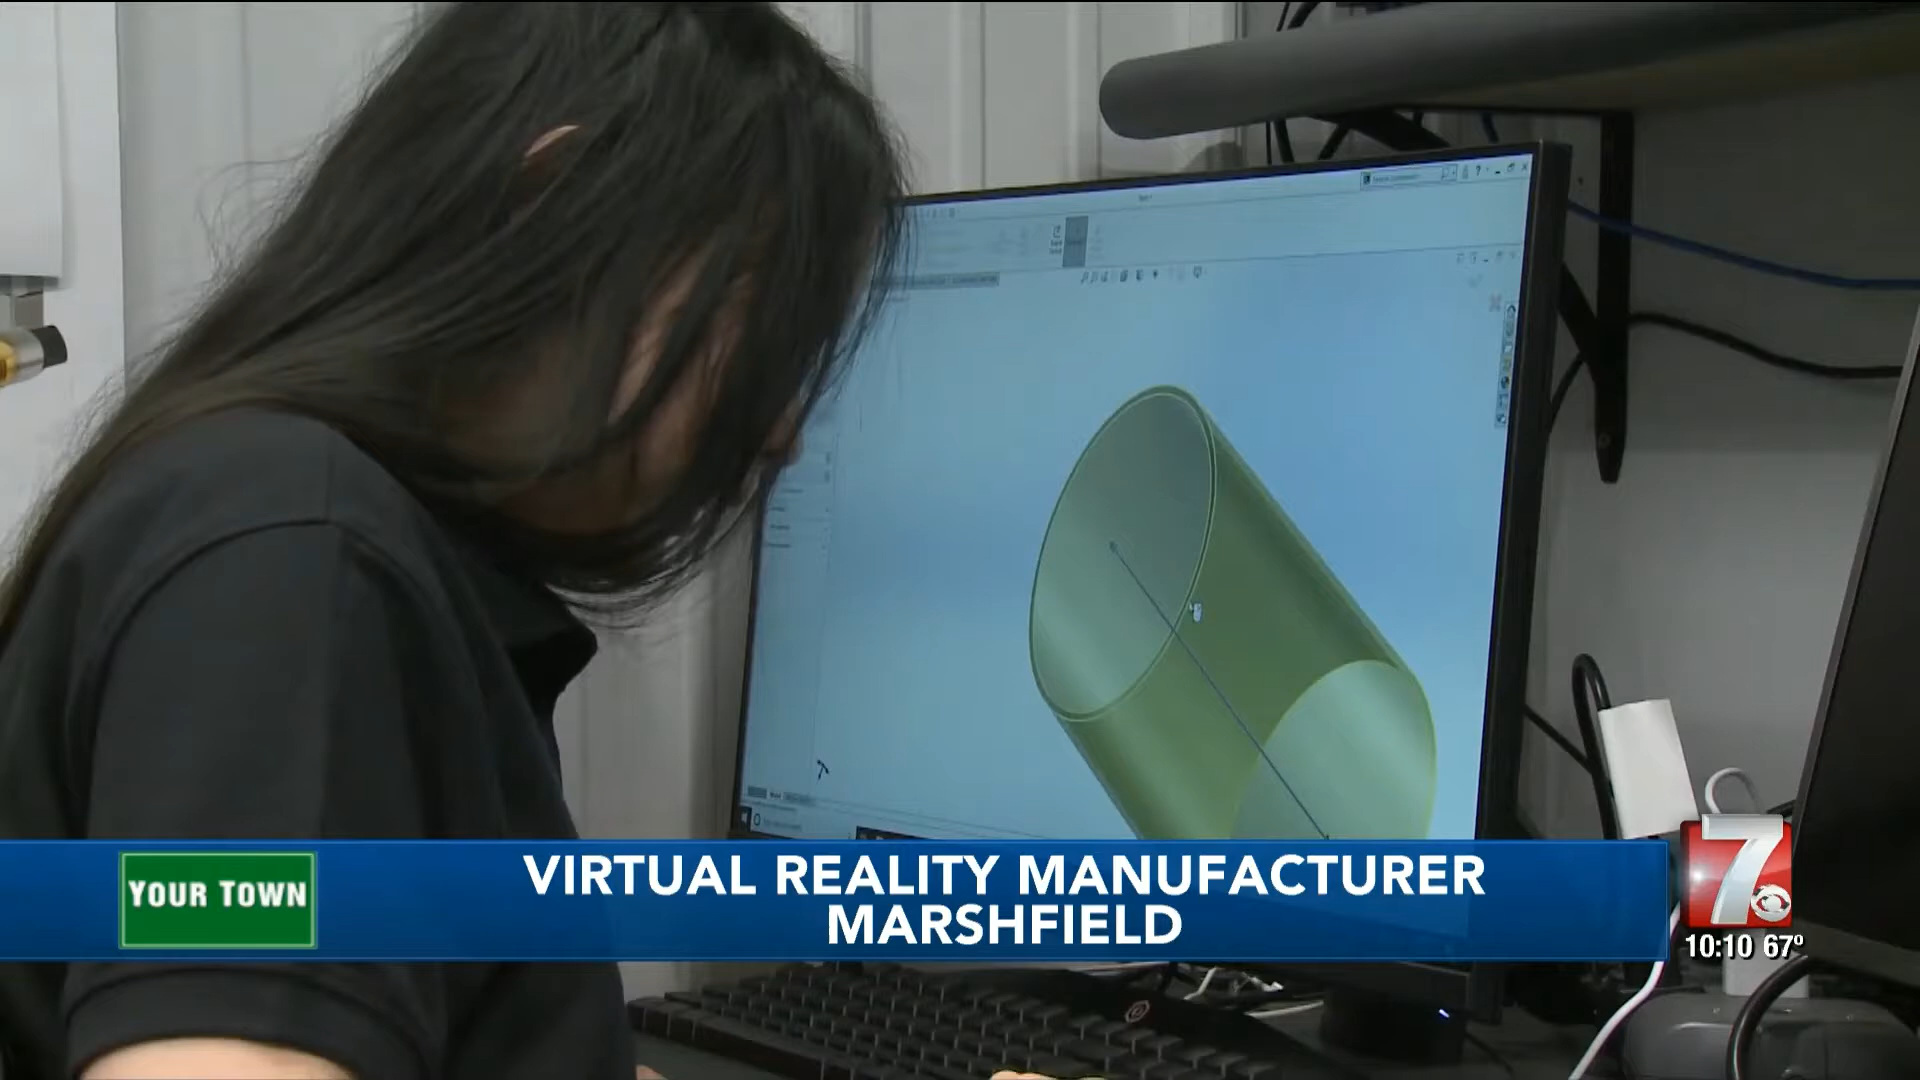 YOUR TOWN
VIRTUAL REALITY MANUFACTURER
MARSHFIELD
7
10:10 67º